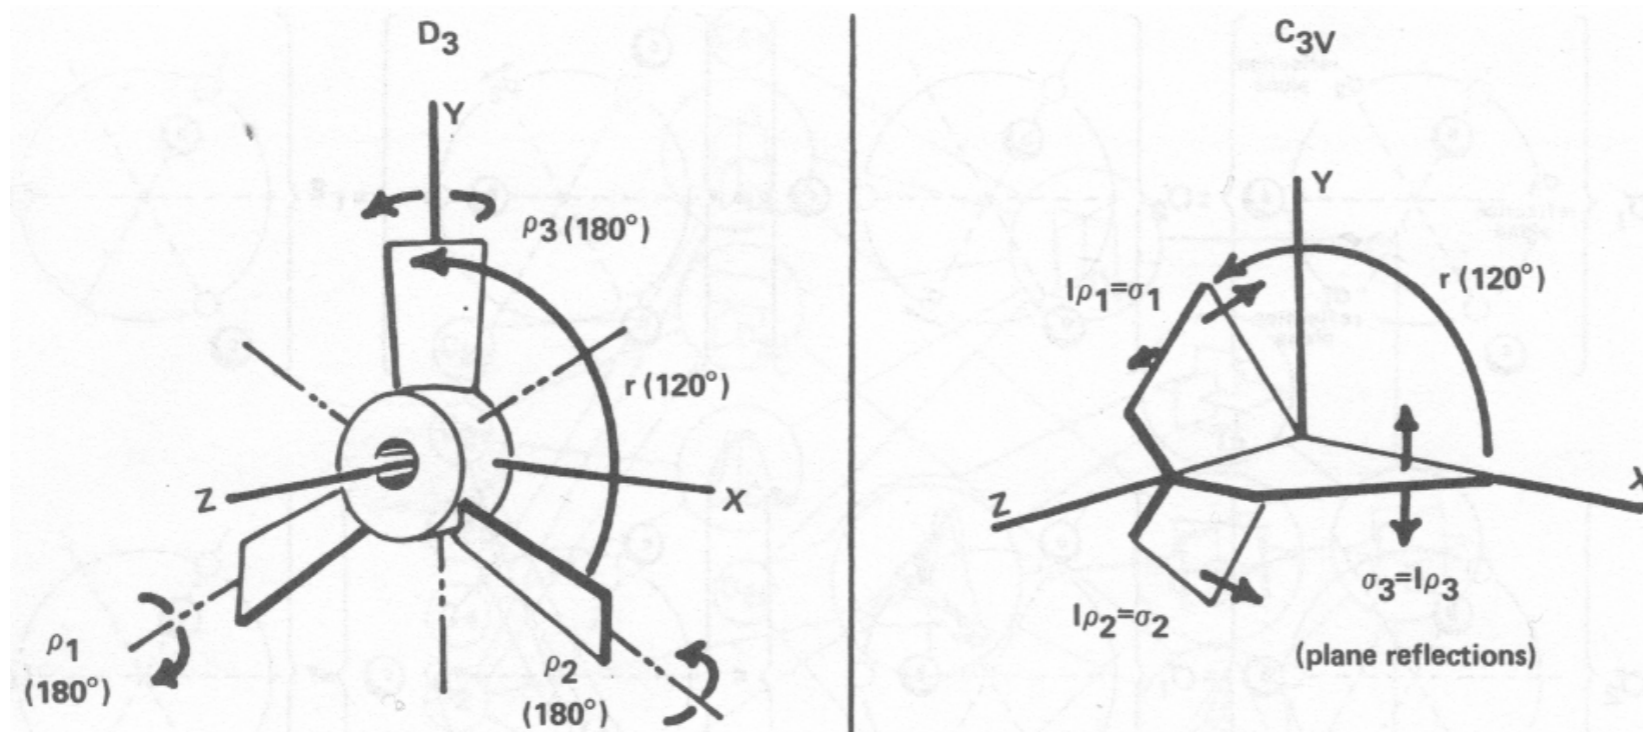 D3
Y
ρ3 (180°)
r (120°)
Z
X
ρ1
(180°)
ρ2
(180°)
C3V
Y
Iρ1=σ1
r (120°)
Z
X
σ3=Iρ3
Iρ2=σ2
(plane reflections)